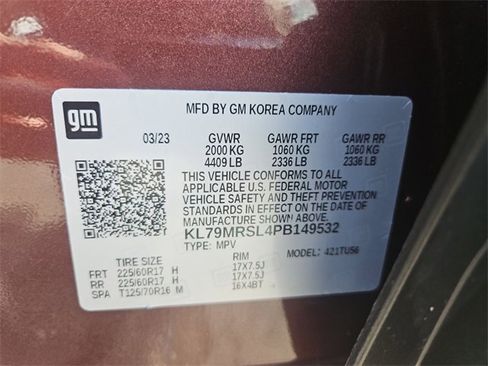 gm
MFD BY GM KOREA COMPANY
03/23 GVWR GAWR FRT GAWR RR
2000 KG 1060 KG 1060 KG
4409 LB 2336 LB 2336 LB
THIS VEHICLE CONFORMS TO ALL
APPLICABLE U.S. FEDERAL MOTOR
VEHICLE SAFETY AND THEFT PREVENTION
STANDARDS IN EFFECT ON THE DATE OF
MANUFACTURE SHOWN ABOVE.
KL79MRSL4PB149532
TYPE: MPV 421TU56
TIRE SIZE RIM
FRT 225/60R17 H 17X7.5J
RR 225/60R17 H 17X7.5J
SPA T125/70R16 M 16X4BT